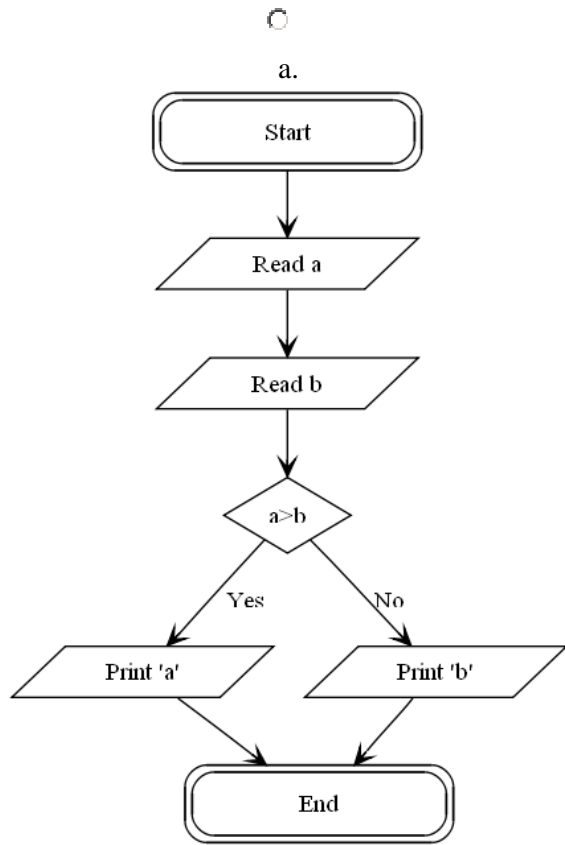 a.
Start
Read a
Read b
a>b
Yes
No
Print 'a'
Print 'b'
End